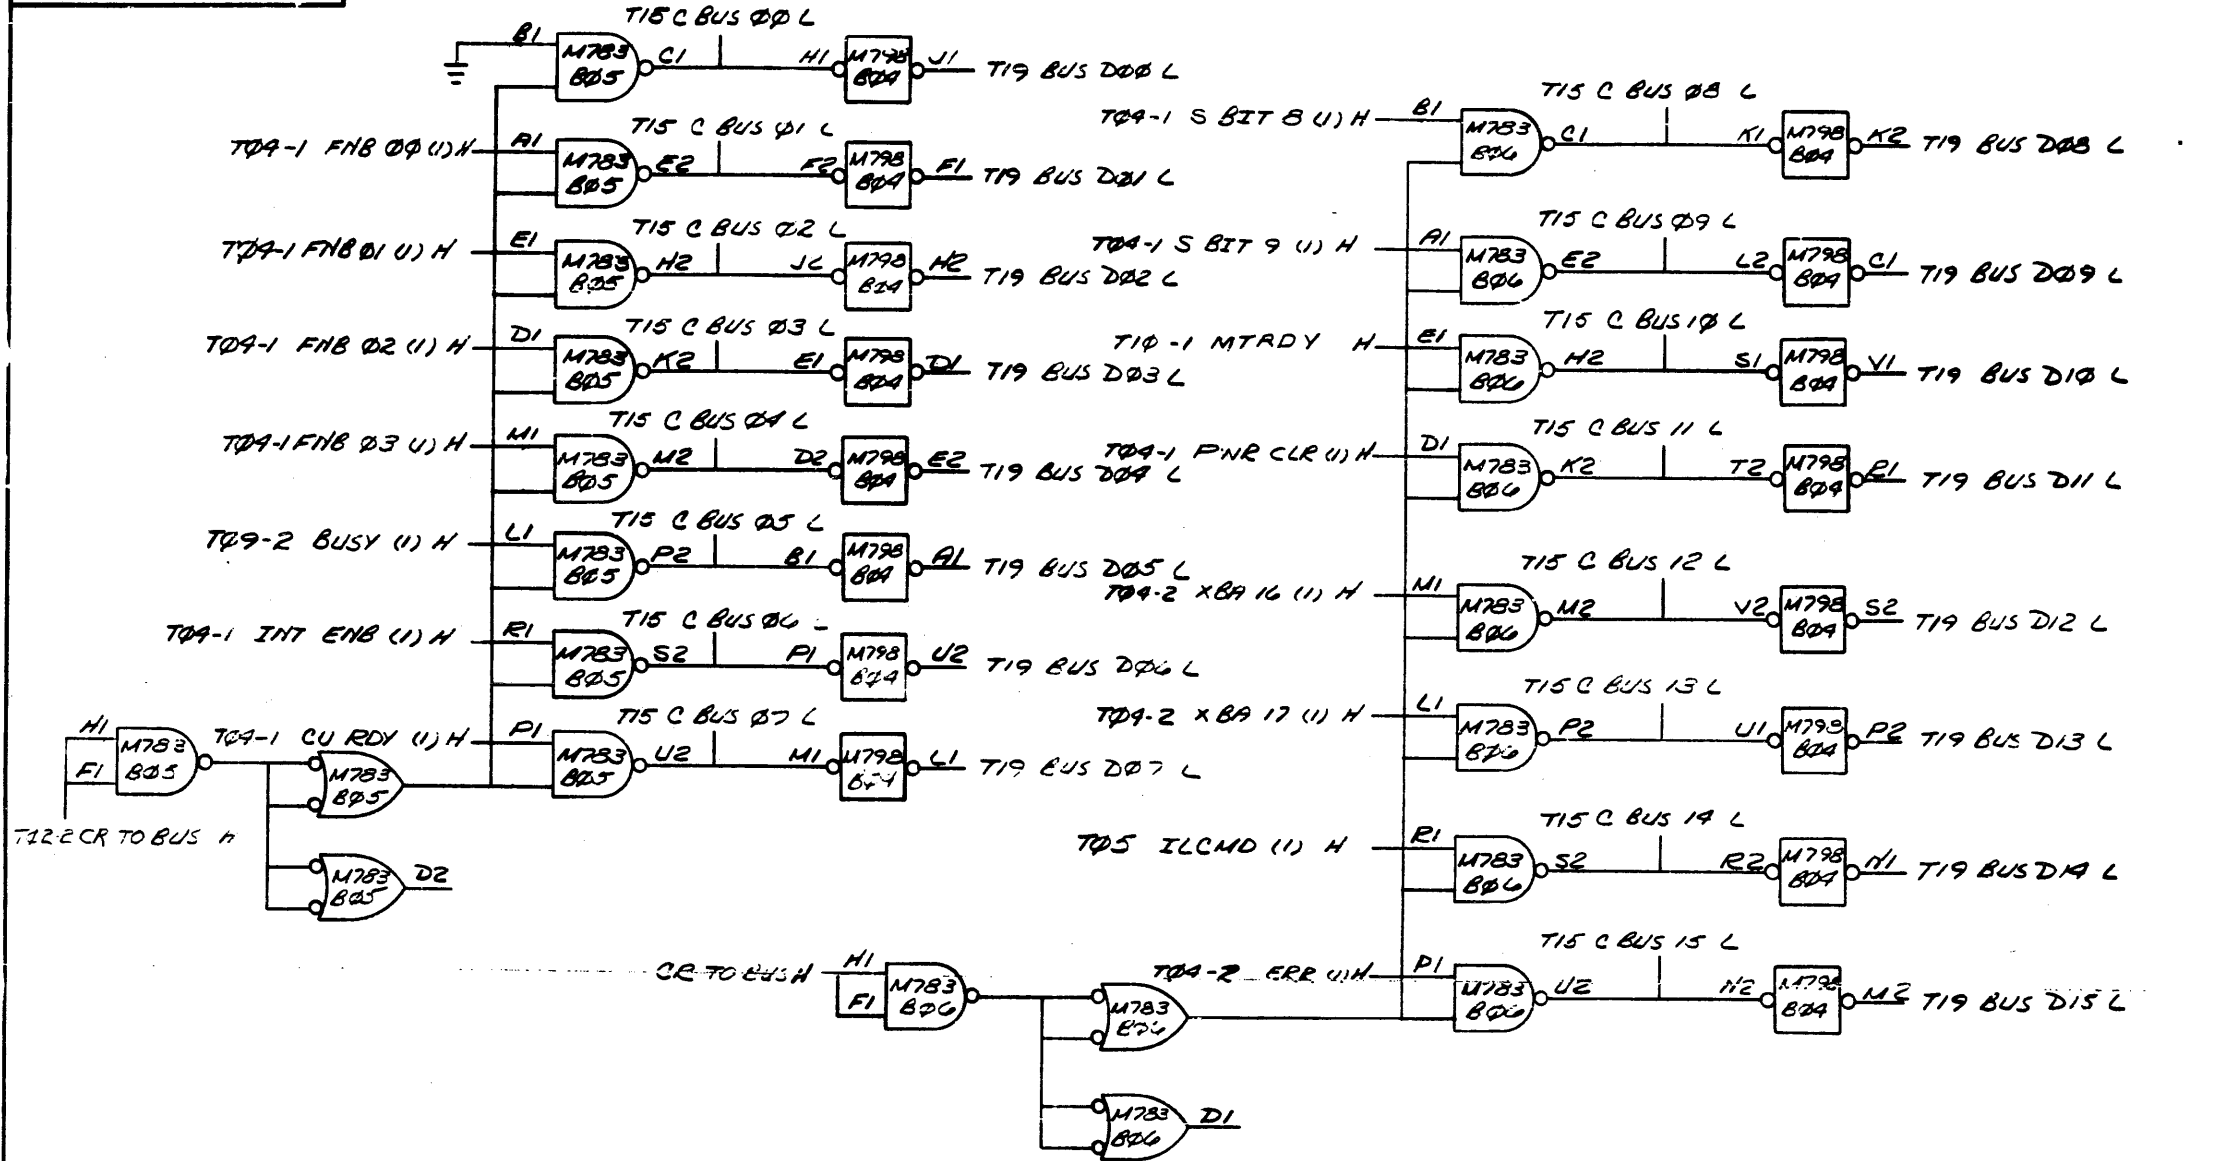 T15 C BUS ØØ L
B1 M783 BØ5 C1 H1 M798 BØ4 J1 T19 BUS DØØ L
T15 C BUS Ø1 L
TØ4-1 FNB ØØ (1) H A1 M783 BØ5 E2 F2 M798 BØ4 F1 T19 BUS DØ1 L
T15 C BUS Ø2 L
TØ4-1 FNB Ø1 (1) H E1 M783 BØ5 H2 M798 BØ4 H2 T19 BUS DØ2 L
T15 C BUS Ø3 L
TØ4-1 FNB Ø2 (1) H D1 M783 BØ5 K2 E1 M798 BØ4 D1 T19 BUS DØ3 L
T15 C BUS Ø4 L
TØ4-1 FNB Ø3 (1) H M1 M783 BØ5 M2 D2 M798 BØ4 E2 T19 BUS DØ4 L
T15 C BUS Ø5 L
TØ9-2 BUSY (1) H L1 M783 BØ5 P2 B1 M798 BØ4 A1 T19 BUS DØ5 L
T15 C BUS Ø6
TØ4-1 INT ENB (1) H R1 M783 BØ5 S2 P1 M798 BØ4 U2 T19 BUS DØ6 L
T15 C BUS Ø7 L
TØ4-1 CU RDY (1) H P1 M783 BØ5 U2 M1 M798 BØ4 L1 T19 BUS DØ7 L
H1 F1 M783 BØ5
M783 BØ5
T12-2 CR TO BUS H
M783 BØ5 D2
T15 C BUS Ø8 L
TØ4-1 S BIT 8 (1) H B1 M783 BØ6 C1 K1 M798 BØ4 K2 T19 BUS DØ8 L
T15 C BUS Ø9 L
TØ4-1 S BIT 9 (1) H A1 M783 BØ6 E2 L2 M798 BØ4 C1 T19 BUS DØ9 L
T15 C BUS 1Ø L
T1Ø-1 MTRDY H E1 M783 BØ6 H2 S1 M798 BØ4 V1 T19 BUS D1Ø L
T15 C BUS 11 L
TØ4-1 PNR CLR (1) H D1 M783 BØ6 K2 T2 M798 BØ4 R1 T19 BUS D11 L
T15 C BUS 12 L
TØ4-2 XBA 16 (1) H M1 M783 BØ6 M2 V2 M798 BØ4 S2 T19 BUS D12 L
T15 C BUS 13 L
TØ4-2 XBA 17 (1) H L1 M783 BØ6 P2 U1 M798 BØ4 P2 T19 BUS D13 L
T15 C BUS 14 L
TØ5 ILCMD (1) H R1 M783 BØ6 S2 R2 M798 BØ4 N1 T19 BUS D14 L
T15 C BUS 15 L
TØ4-2 ERR (1) H P1 M783 BØ6 U2 N2 M798 BØ4 M2 T19 BUS D15 L
CR TO BUS H H1 F1 M783 BØ6
M783 BØ6
M783 BØ6 D1